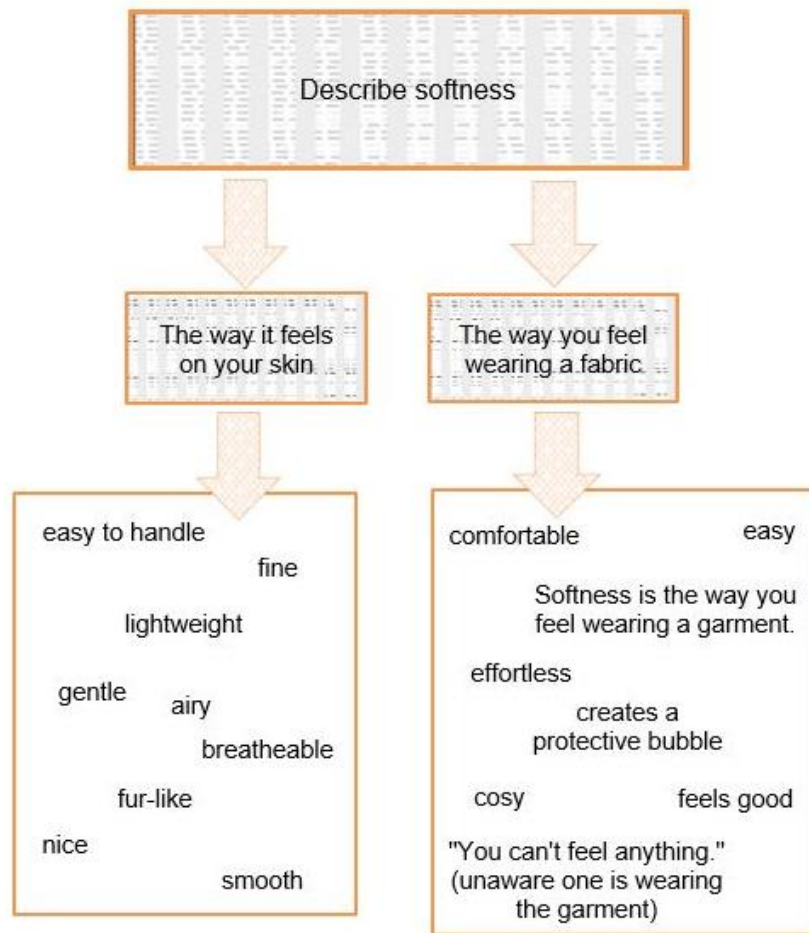 Describe softness
The way it feels
on your skin
The way you feel
wearing a fabric
easy to handle
fine
lightweight
gentle
airy
breatheable
fur-like
nice
smooth
comfortable
easy
Softness is the way you
feel wearing a garment.
effortless
creates a
protective bubble
cosy
feels good
"You can't feel anything."
(unaware one is wearing
the garment)